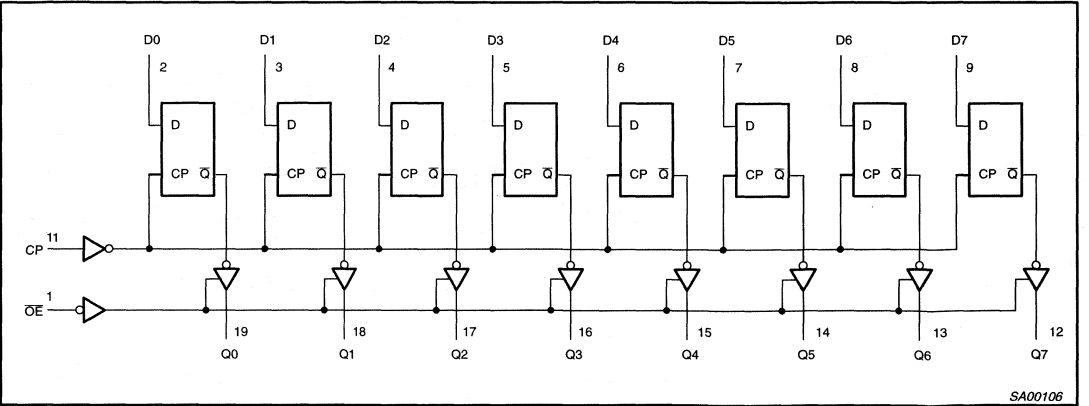 D0 D1 D2 D3 D4 D5 D6 D7
2 3 4 5 6 7 8 9
D D D D D D D D
CP Q̅ CP Q̅ CP Q̅ CP Q̅ CP Q̅ CP Q̅ CP Q̅ CP Q̅
11
CP
1
O̅E̅
19 18 17 16 15 14 13 12
Q0 Q1 Q2 Q3 Q4 Q5 Q6 Q7
SA00106